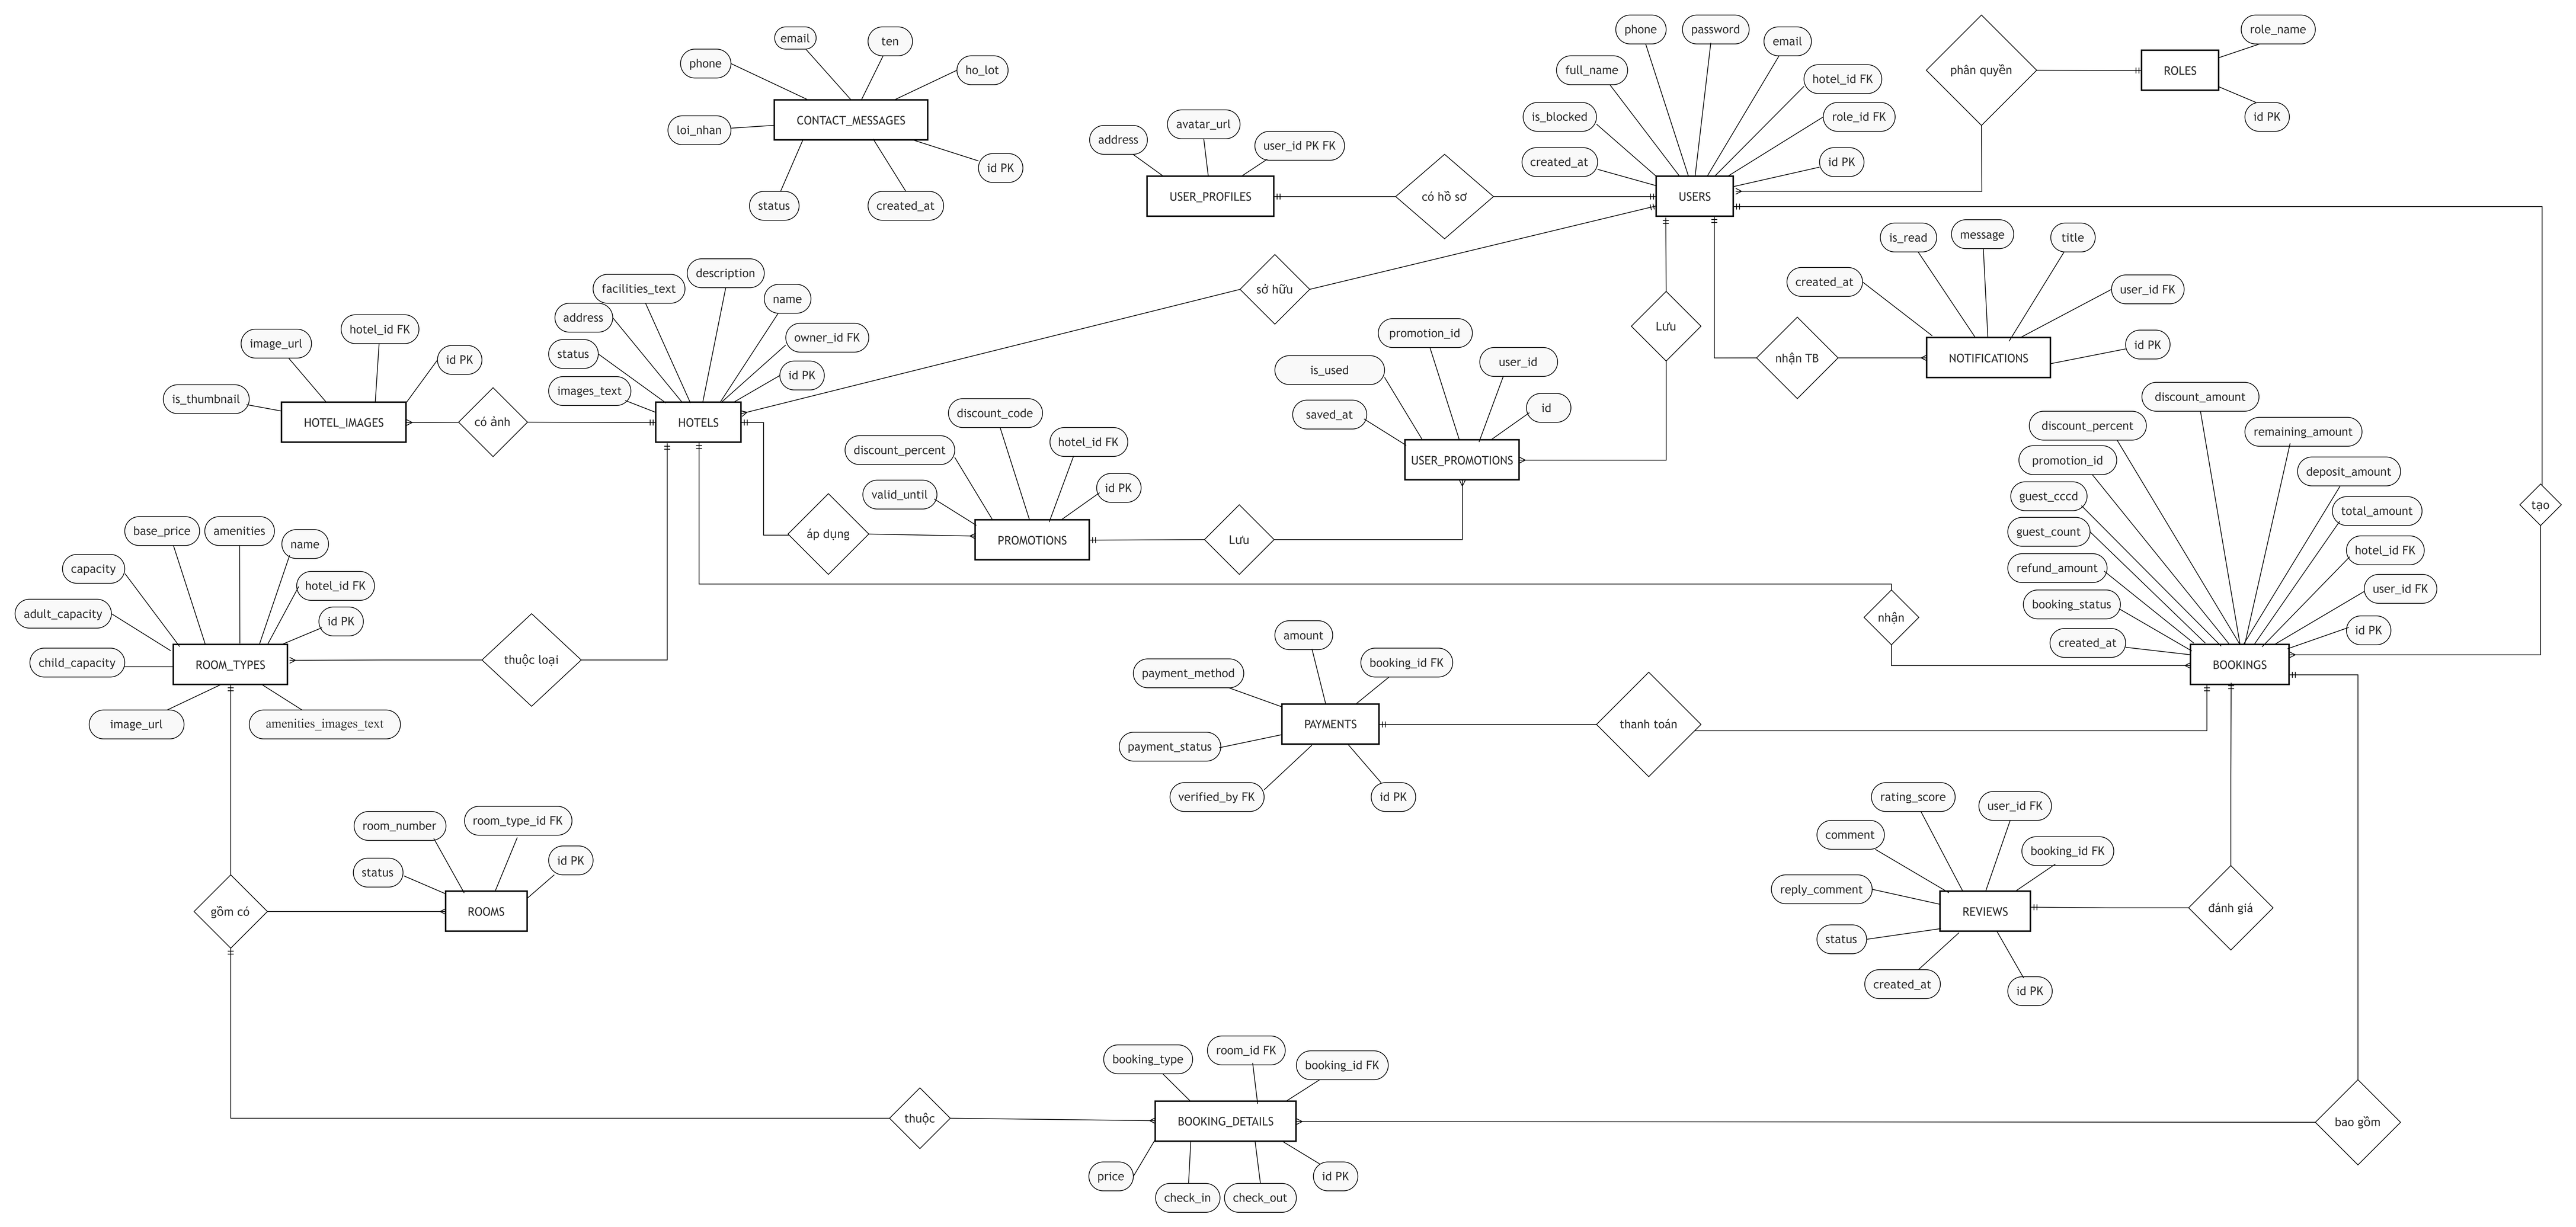 email
ten
phone
ho_lot
CONTACT_MESSAGES
loi_nhan
id PK
status
created_at
address
avatar_url
user_id PK FK
USER_PROFILES
có hồ sơ
phone
password
email
full_name
hotel_id FK
is_blocked
role_id FK
created_at
id PK
USERS
phân quyền
role_name
ROLES
id PK
is_read
message
title
created_at
user_id FK
id PK
NOTIFICATIONS
nhận TB
sở hữu
Lưu
description
facilities_text
name
address
owner_id FK
status
id PK
images_text
HOTELS
hotel_id FK
image_url
id PK
is_thumbnail
HOTEL_IMAGES
có ảnh
promotion_id
is_used
user_id
saved_at
id
USER_PROMOTIONS
discount_code
discount_percent
hotel_id FK
valid_until
id PK
PROMOTIONS
áp dụng
Lưu
discount_amount
discount_percent
remaining_amount
promotion_id
deposit_amount
guest_cccd
total_amount
guest_count
hotel_id FK
refund_amount
user_id FK
booking_status
id PK
created_at
BOOKINGS
tạo
nhận
base_price
amenities
name
capacity
hotel_id FK
adult_capacity
id PK
child_capacity
ROOM_TYPES
image_url
amenities_images_text
thuộc loại
amount
booking_id FK
payment_method
PAYMENTS
payment_status
verified_by FK
id PK
thanh toán
room_number
room_type_id FK
status
id PK
ROOMS
gồm có
rating_score
user_id FK
comment
booking_id FK
reply_comment
REVIEWS
status
created_at
id PK
đánh giá
booking_type
room_id FK
booking_id FK
BOOKING_DETAILS
price
check_in
check_out
id PK
thuộc
bao gồm